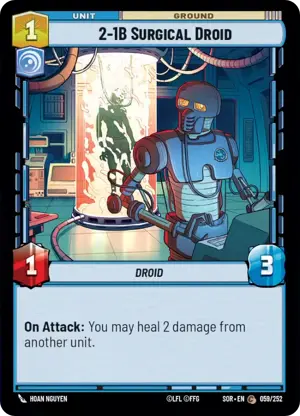 UNIT GROUND
1 2-1B Surgical Droid
1 3
DROID
On Attack: You may heal 2 damage from
another unit.
HOAN NGUYEN ©LFL ©FFG SOR • EN C 059/252